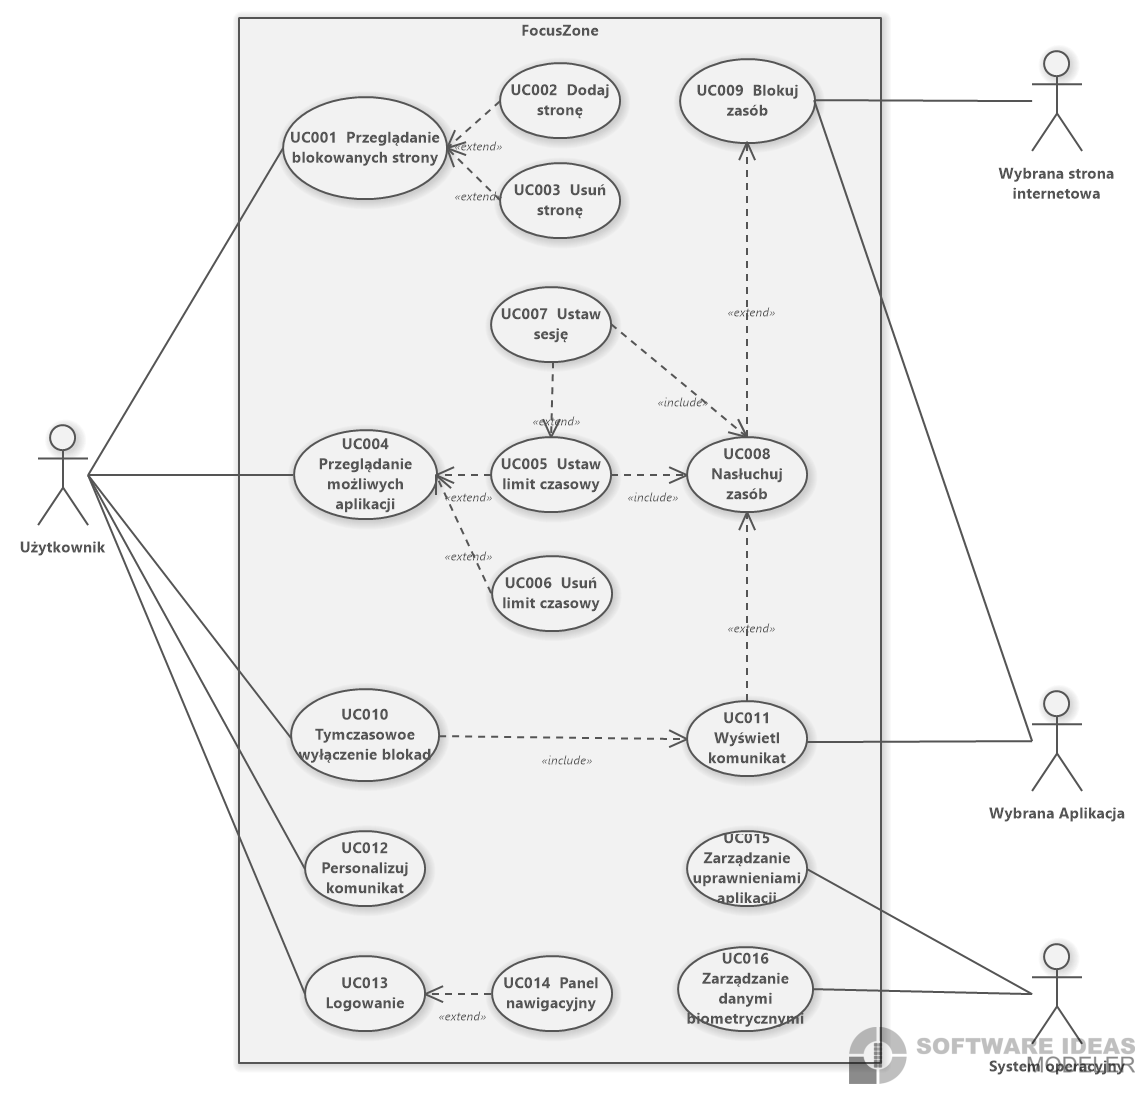 FocusZone
UC001 Przeglądanie
blokowanych strony
UC002 Dodaj
stronę
«extend»
UC003 Usuń
stronę
«extend»
UC009 Blokuj
zasób
Wybrana strona
internetowa
«extend»
UC007 Ustaw
sesję
«include»
«extend»
UC004
Przeglądanie
możliwych
aplikacji
UC005 Ustaw
limit czasowy
UC008
Nasłuchuj
zasób
«extend»
«include»
Użytkownik
«extend»
UC006 Usuń
limit czasowy
«extend»
UC010
Tymczasowe
wyłączenie blokad
«include»
UC011
Wyświetl
komunikat
Wybrana Aplikacja
UC012
Personalizuj
komunikat
UC015
Zarządzanie
uprawnieniami
aplikacji
UC013
Logowanie
«extend»
UC014 Panel
nawigacyjny
UC016
Zarządzanie
danymi
biometrycznymi
System operacyjny
SOFTWARE IDEAS
MODELER